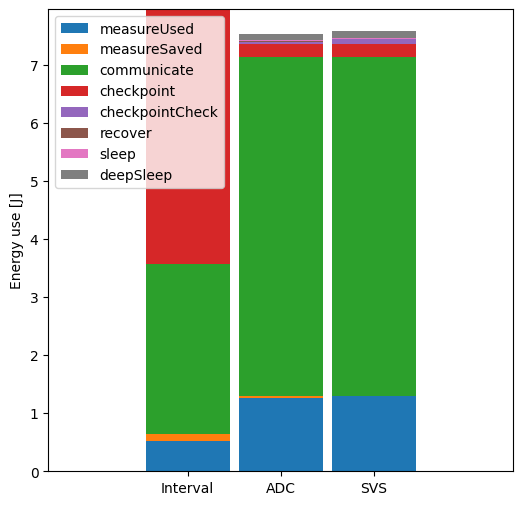 measureUsed
measureSaved
communicate
checkpoint
checkpointCheck
recover
sleep
deepSleep
Energy use [J]
7
6
5
4
3
2
1
0
Interval ADC SVS